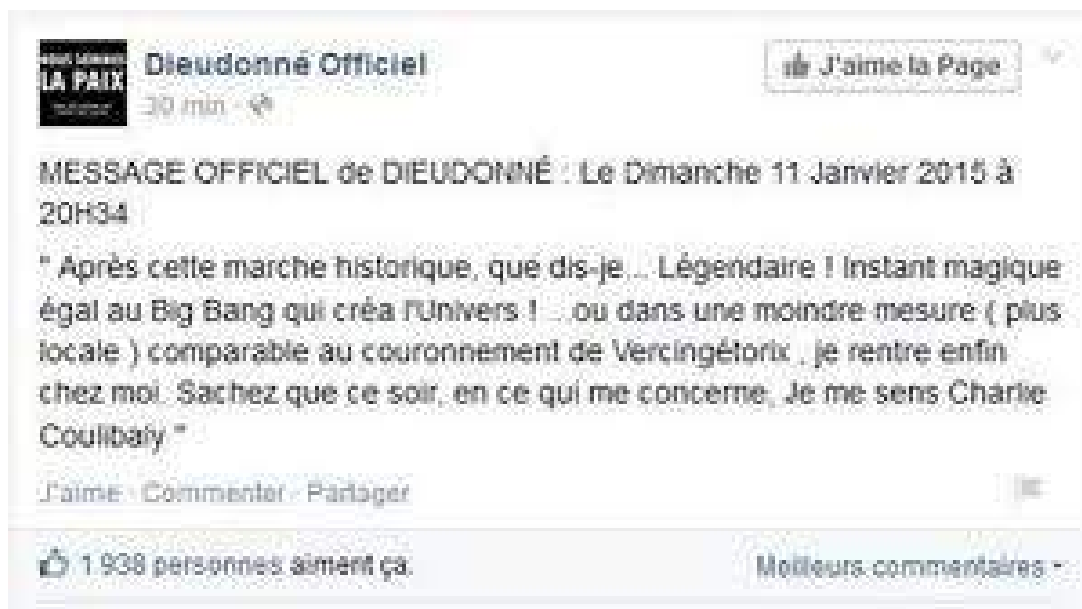 LA PAIX
Dieudonné Officiel
J'aime la Page
30 min
MESSAGE OFFICIEL de DIEUDONNÉ : Le Dimanche 11 Janvier 2015 à
20H34
" Après cette marche historique, que dis-je... Légendaire ! Instant magique
égal au Big Bang qui créa l'Univers ! ...ou dans une moindre mesure ( plus
locale ) comparable au couronnement de Vercingétorix , je rentre enfin
chez moi. Sachez que ce soir, en ce qui me concerne, Je me sens Charlie
Coulibaly "
J'aime · Commenter · Partager
1 938 personnes aiment ça.
Meilleurs commentaires